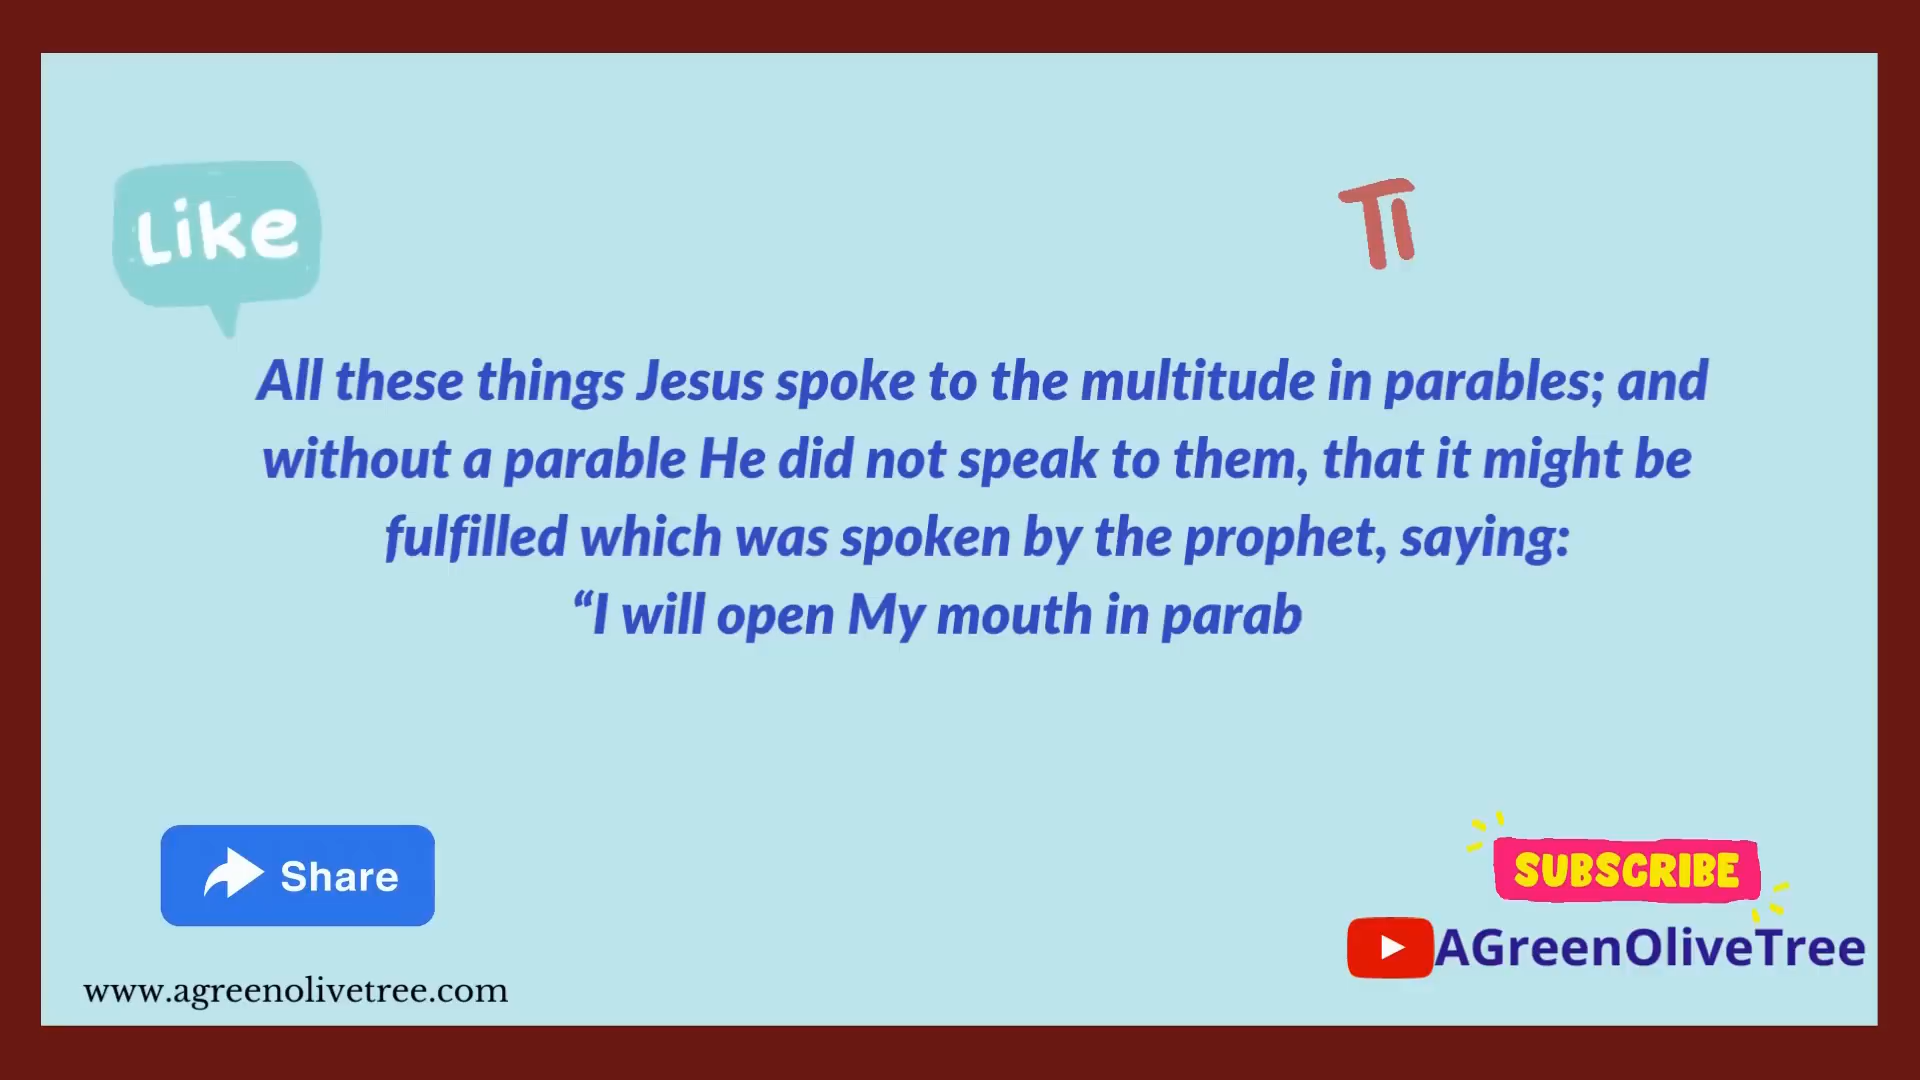 Like
TI
All these things Jesus spoke to the multitude in parables; and
without a parable He did not speak to them, that it might be
fulfilled which was spoken by the prophet, saying:
“I will open My mouth in parab
Share
SUBSCRIBE
AGreenOliveTree
www.agreenolivetree.com